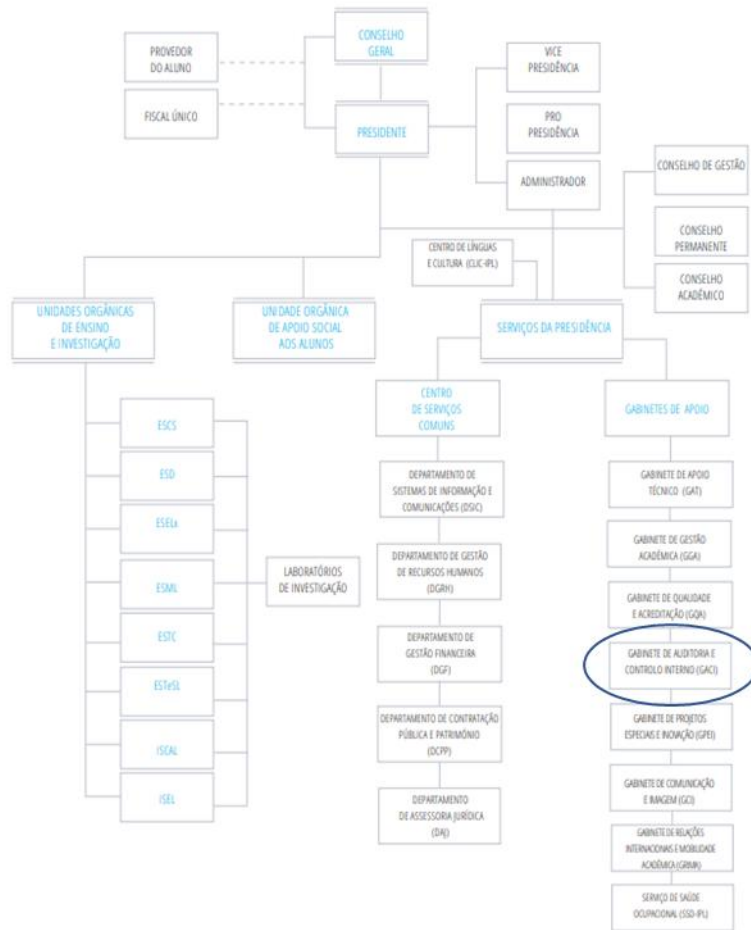 CONSELHO
GERAL
PROVEDOR
DO ALUNO
FISCAL ÚNICO
PRESIDENTE
VICE
PRESIDÊNCIA
PRO
PRESIDÊNCIA
ADMINISTRADOR
CONSELHO DE GESTÃO
CONSELHO
PERMANENTE
CONSELHO
ACADÉMICO
CENTRO DE LÍNGUAS
E CULTURA (CLIC-IPL)
UNIDADES ORGÂNICAS
DE ENSINO
E INVESTIGAÇÃO
UNIDADE ORGÂNICA
DE APOIO SOCIAL
AOS ALUNOS
SERVIÇOS DA PRESIDÊNCIA
ESCS
ESD
ESELx
ESML
ESTC
ESTeSL
ISCAL
ISEL
LABORATÓRIOS
DE INVESTIGAÇÃO
CENTRO
DE SERVIÇOS
COMUNS
DEPARTAMENTO DE
SISTEMAS DE INFORMAÇÃO E
COMUNICAÇÕES (DSIC)
DEPARTAMENTO DE GESTÃO
DE RECURSOS HUMANOS
(DGRH)
DEPARTAMENTO DE
GESTÃO FINANCEIRA
(DGF)
DEPARTAMENTO DE CONTRATAÇÃO
PÚBLICA E PATRIMÓNIO
(DCPP)
DEPARTAMENTO
DE ASSESSORIA JURÍDICA
(DAJ)
GABINETES DE APOIO
GABINETE DE APOIO
TÉCNICO (GAT)
GABINETE DE GESTÃO
ACADÉMICA (GGA)
GABINETE DE QUALIDADE
E ACREDITAÇÃO (GQA)
GABINETE DE AUDITORIA E
CONTROLO INTERNO (GACI)
GABINETE DE PROJETOS
ESPECIAIS E INOVAÇÃO (GPEI)
GABINETE DE COMUNICAÇÃO
E IMAGEM (GCI)
GABINETE DE RELAÇÕES
INTERNACIONAIS E MOBILIDADE
ACADÉMICA (GRIMA)
SERVIÇO DE SAÚDE
OCUPACIONAL (SSO-IPL)